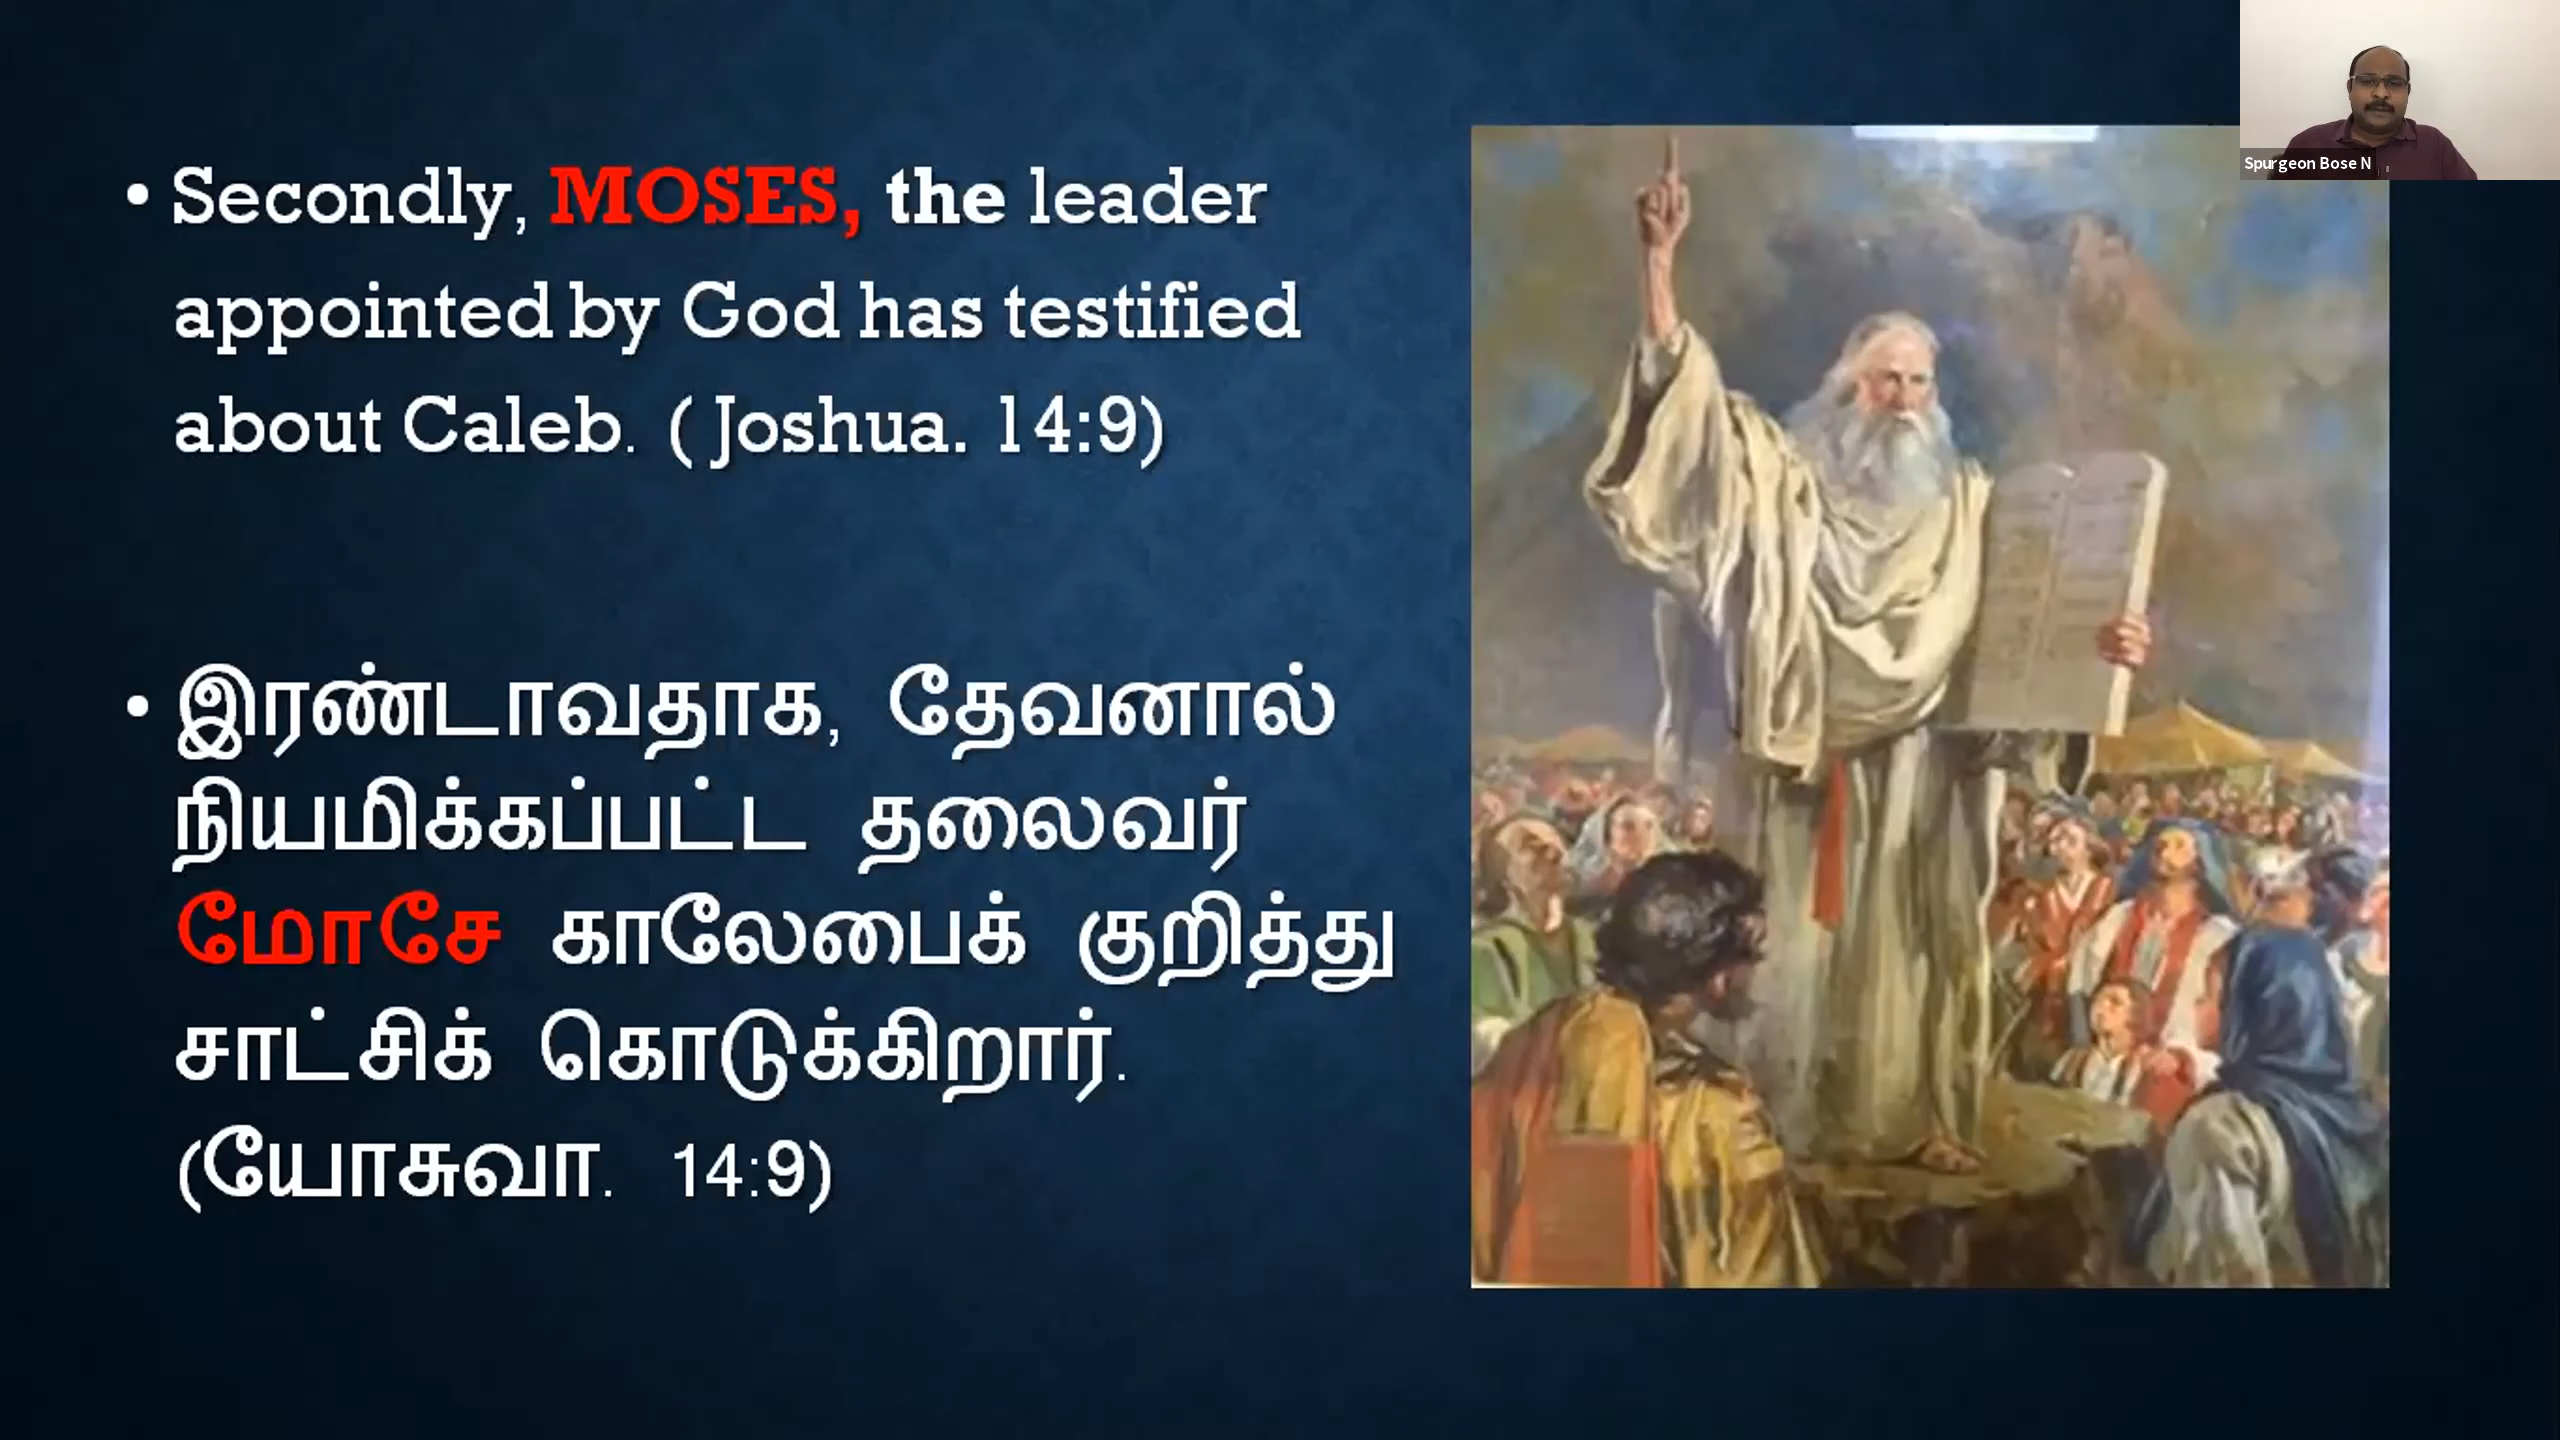 • Secondly, MOSES, the leader
appointed by God has testified
about Caleb. ( Joshua. 14:9)
• இரண்டாவதாக, தேவனால்
நியமிக்கப்பட்ட தலைவர்
மோசே காலேபைக் குறித்து
சாட்சிக் கொடுக்கிறார்.
(யோசுவா. 14:9)
Spurgeon Bose N